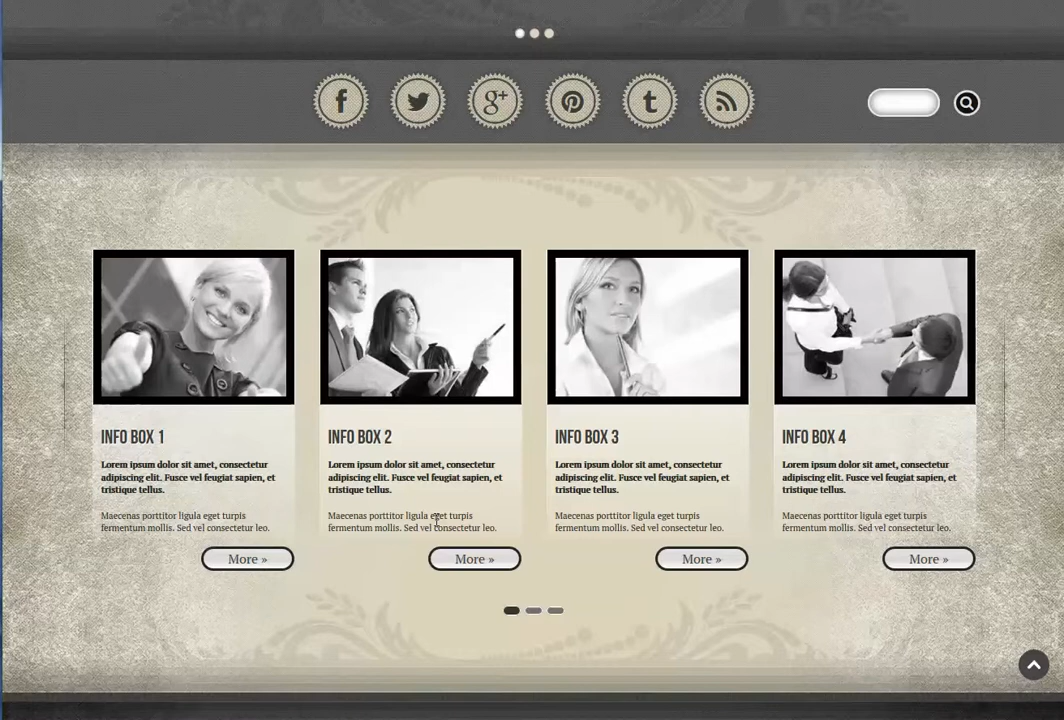 f g+ t
INFO BOX 1
Lorem ipsum dolor sit amet, consectetur
adipiscing elit. Fusce vel feugiat sapien, et
tristique tellus.
Maecenas porttitor ligula eget turpis
fermentum mollis. Sed vel consectetur leo.
More »
INFO BOX 2
Lorem ipsum dolor sit amet, consectetur
adipiscing elit. Fusce vel feugiat sapien, et
tristique tellus.
Maecenas porttitor ligula eget turpis
fermentum mollis. Sed vel consectetur leo.
More »
INFO BOX 3
Lorem ipsum dolor sit amet, consectetur
adipiscing elit. Fusce vel feugiat sapien, et
tristique tellus.
Maecenas porttitor ligula eget turpis
fermentum mollis. Sed vel consectetur leo.
More »
INFO BOX 4
Lorem ipsum dolor sit amet, consectetur
adipiscing elit. Fusce vel feugiat sapien, et
tristique tellus.
Maecenas porttitor ligula eget turpis
fermentum mollis. Sed vel consectetur leo.
More »